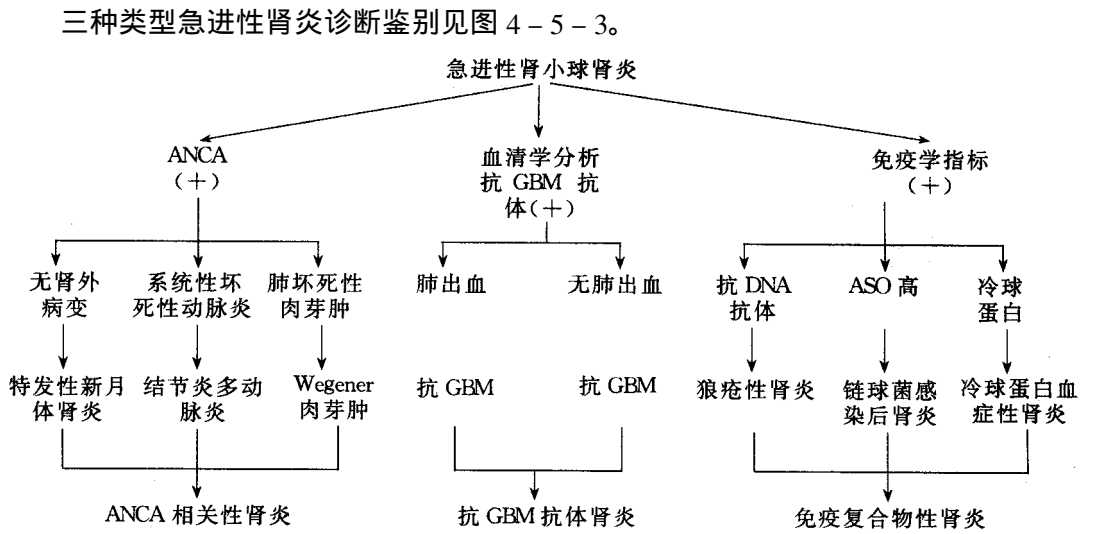 三种类型急进性肾炎诊断鉴别见图 4 – 5 – 3。
急进性肾小球肾炎
ANCA
(+)
血清学分析
抗 GBM 抗
体(+)
免疫学指标
(+)
无肾外
病变
系统性坏
死性动脉炎
肺坏死性
肉芽肿
肺出血
无肺出血
抗 DNA
抗体
ASO 高
冷球
蛋白
特发性新月
体肾炎
结节炎多动
脉炎
Wegener
肉芽肿
抗 GBM
抗 GBM
狼疮性肾炎
链球菌感
染后肾炎
冷球蛋白血
症性肾炎
ANCA 相关性肾炎
抗 GBM 抗体肾炎
免疫复合物性肾炎